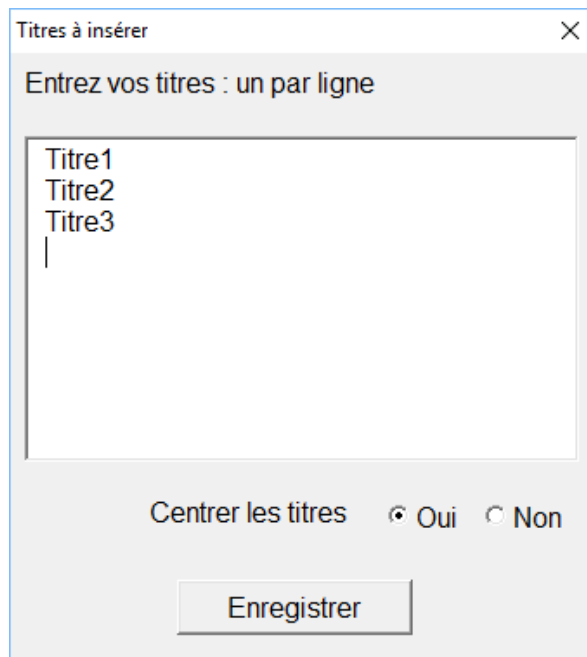 Titres à insérer
Entrez vos titres : un par ligne
Titre1
Titre2
Titre3
Centrer les titres Oui Non
Enregistrer